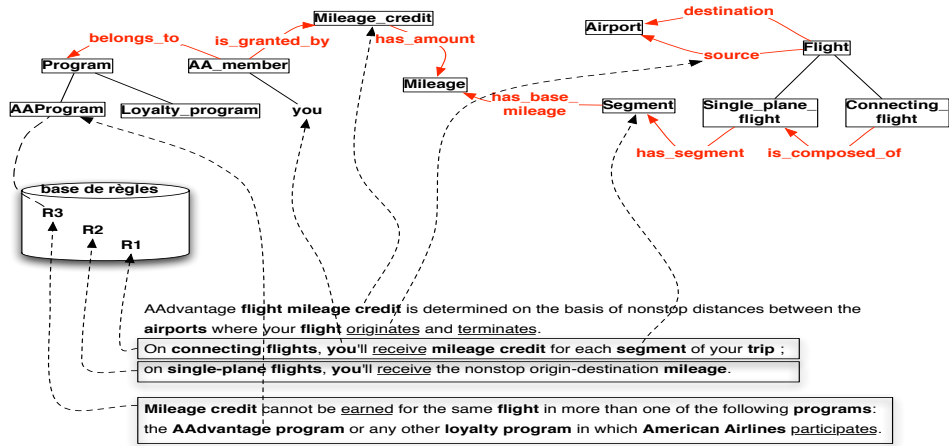 Mileage_credit
Airport
destination
belongs_to
is_granted_by
has_amount
source
Flight
Program
AA_member
Mileage
has_base_
mileage
Segment
Single_plane_
flight
Connecting_
flight
AAProgram
Loyalty_program
you
has_segment
is_composed_of
base de règles
R3
R2
R1
AAdvantage flight mileage credit is determined on the basis of nonstop distances between the
airports where your flight originates and terminates.
On connecting flights, you'll receive mileage credit for each segment of your trip ;
on single-plane flights, you'll receive the nonstop origin-destination mileage.
Mileage credit cannot be earned for the same flight in more than one of the following programs:
the AAdvantage program or any other loyalty program in which American Airlines participates.